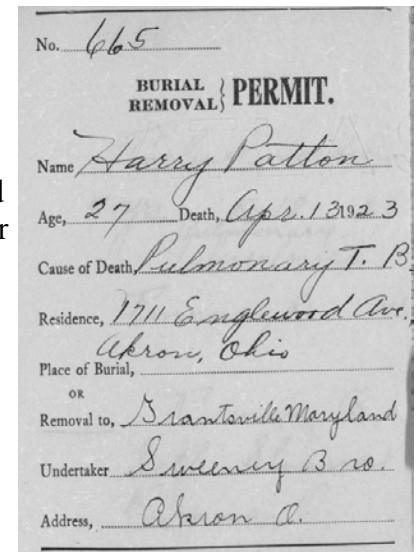 No. 665
BURIAL
REMOVAL } PERMIT.
Name Harry Patton
Age, 27 Death, Apr. 13 1923
Cause of Death Pulmonary T. B.
Residence, 1711 Englewood Ave.,
Akron, Ohio
Place of Burial,
OR
Removal to, Grantsville Maryland
Undertaker Sweeney Bro.
Address, Akron O.
d
r